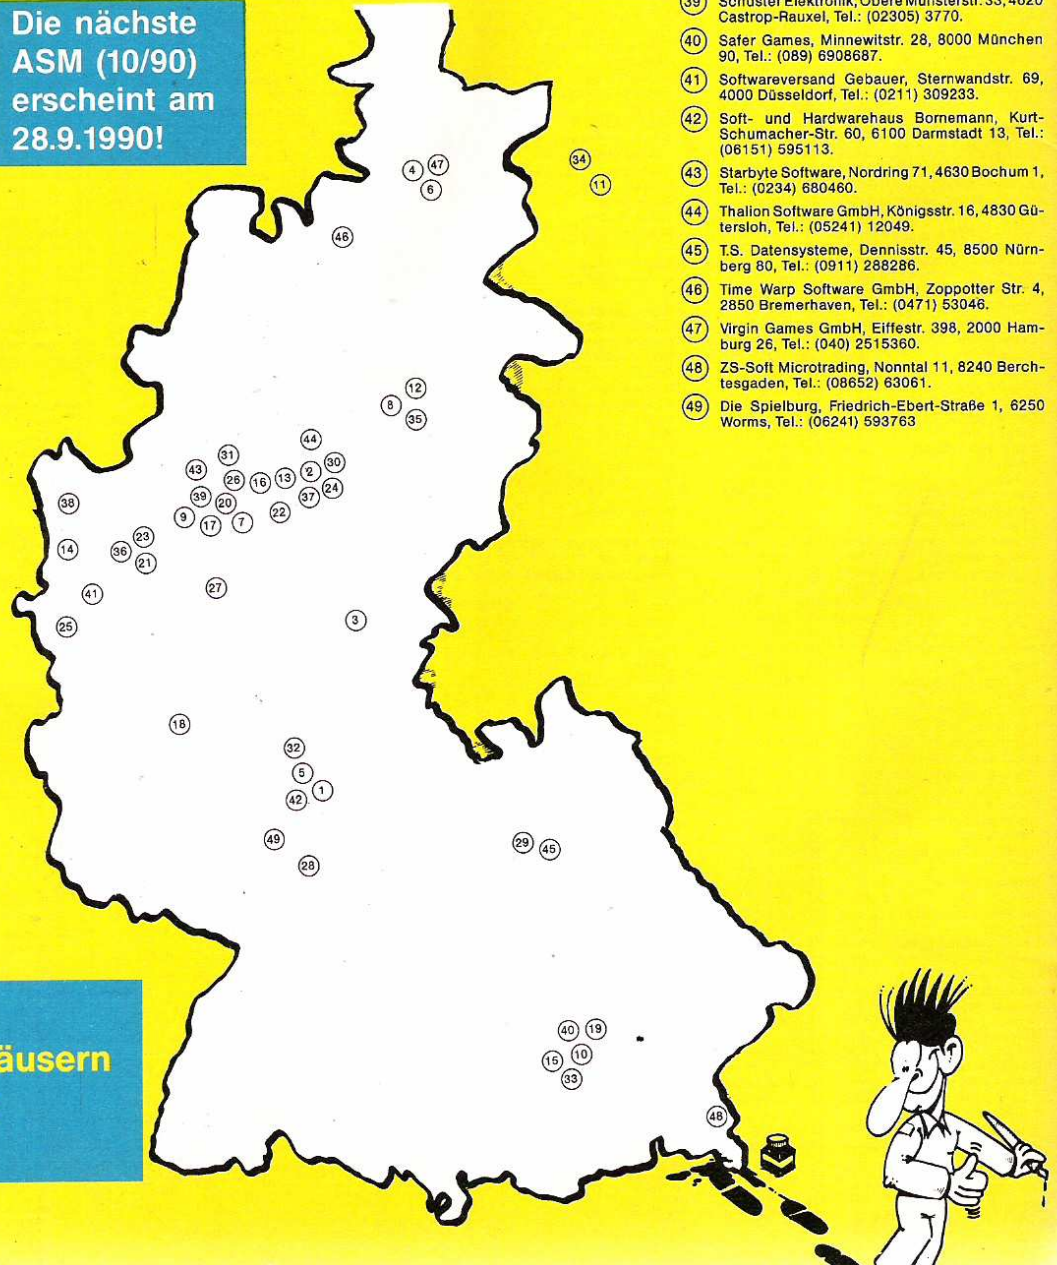 Die nächste
ASM (10/90)
erscheint am
28.9.1990!
39 Schuster Elektronik, Obere Münsterstr. 33, 4620
Castrop-Rauxel, Tel.: (02305) 3770.
40 Safer Games, Minnewitstr. 28, 8000 München
90, Tel.: (089) 6908687.
41 Softwareversand Gebauer, Sternwandstr. 69,
4000 Düsseldorf, Tel.: (0211) 309233.
42 Soft- und Hardwarehaus Bornemann, Kurt-
Schumacher-Str. 60, 6100 Darmstadt 13, Tel.:
(06151) 595113.
43 Starbyte Software, Nordring 71, 4630 Bochum 1,
Tel.: (0234) 680460.
44 Thalion Software GmbH, Königsstr. 16, 4830 Gü-
tersloh, Tel.: (05241) 12049.
45 T.S. Datensysteme, Dennisstr. 45, 8500 Nürn-
berg 80, Tel.: (0911) 288286.
46 Time Warp Software GmbH, Zoppotter Str. 4,
2850 Bremerhaven, Tel.: (0471) 53046.
47 Virgin Games GmbH, Eiffestr. 398, 2000 Ham-
burg 26, Tel.: (040) 2515360.
48 ZS-Soft Microtrading, Nonntal 11, 8240 Berch-
tesgaden, Tel.: (08652) 63061.
49 Die Spielburg, Friedrich-Ebert-Straße 1, 6250
Worms, Tel.: (06241) 593763
34
11
4 47
6
46
12
8
35
44
31
30
43
2
13
26
16
24
39
37
20
22
9
17
7
38
23
14
36
21
27
41
3
25
18
32
5
1
42
49
29
45
28
40 19
15 10
33
48
äusern